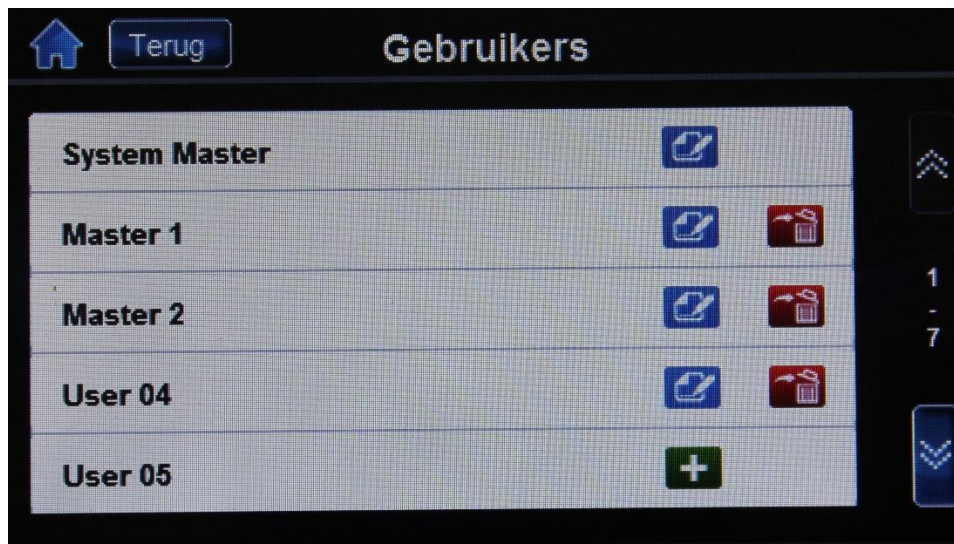 Terug
Gebruikers
System Master
Master 1
Master 2
User 04
User 05
1
-
7